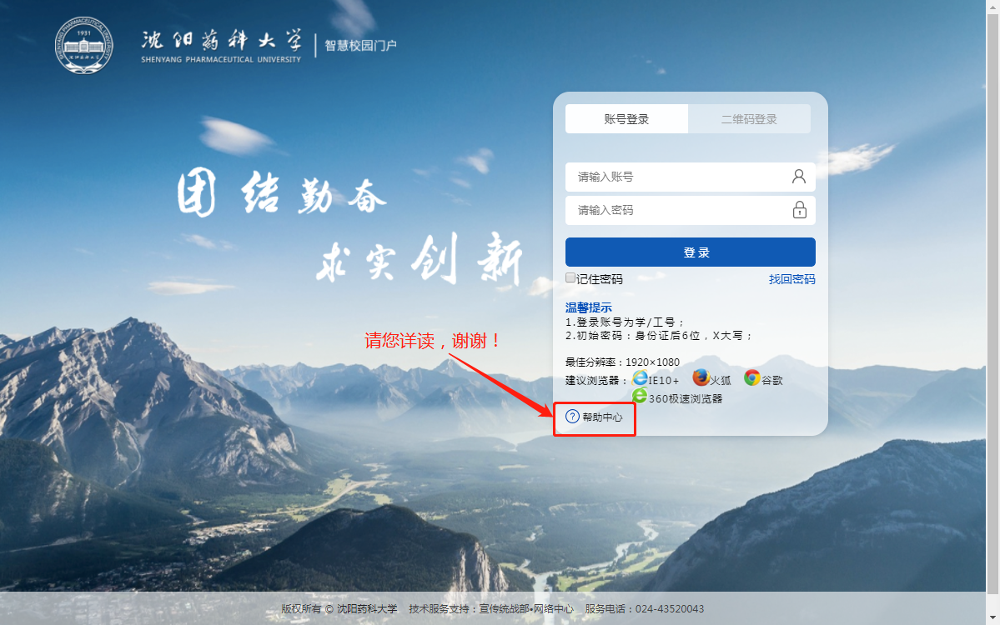 1931
沈阳药科大学
SHENYANG PHARMACEUTICAL UNIVERSITY
智慧校园门户
账号登录
二维码登录
请输入账号
请输入密码
登 录
记住密码
找回密码
团结勤奋
求实创新
温馨提示
1.登录账号为学/工号；
2.初始密码：身份证后6位，X大写；
请您详读，谢谢！
最佳分辨率：1920×1080
建议浏览器：IE10+ 火狐 谷歌
360极速浏览器
? 帮助中心
版权所有 © 沈阳药科大学 技术服务支持：宣传统战部•网络中心 服务电话：024-43520043